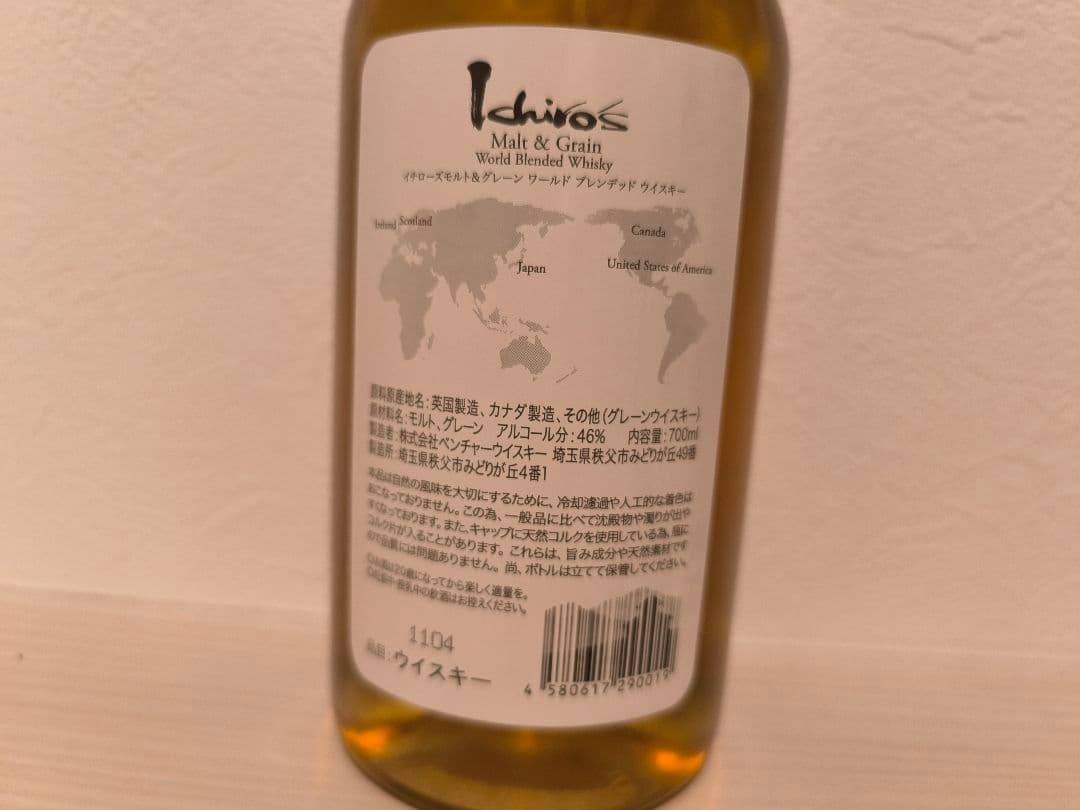 Ichiro's
Malt & Grain
World Blended Whisky
イチローズモルト&グレーン ワールド ブレンデッド ウイスキー
Ireland Scotland
Canada
Japan
United States of America
原料原産地名:英国製造、カナダ製造、その他(グレーンウイスキー)
原材料名:モルト、グレーン アルコール分:46% 内容量:700ml
製造者:株式会社ベンチャーウイスキー 埼玉県秩父市みどりが丘49番
製造所:埼玉県秩父市みどりが丘4番1
本品は自然の風味を大切にするために、冷却濾過や人工的な着色は
おこなっておりません。この為、一般品に比べて沈殿物や濁りが出や
すくなっております。また、キャップに天然コルクを使用している為、瓶に
コルク片が入ることがあります。これらは、旨み成分や天然素材です
ので品質には問題ありません。尚、ボトルは立てて保管してください。
○お酒は20歳になってから楽しく適量を。
○妊娠中・授乳中の飲酒はお控えください。
1104
品目:ウイスキー
4 580617 290019